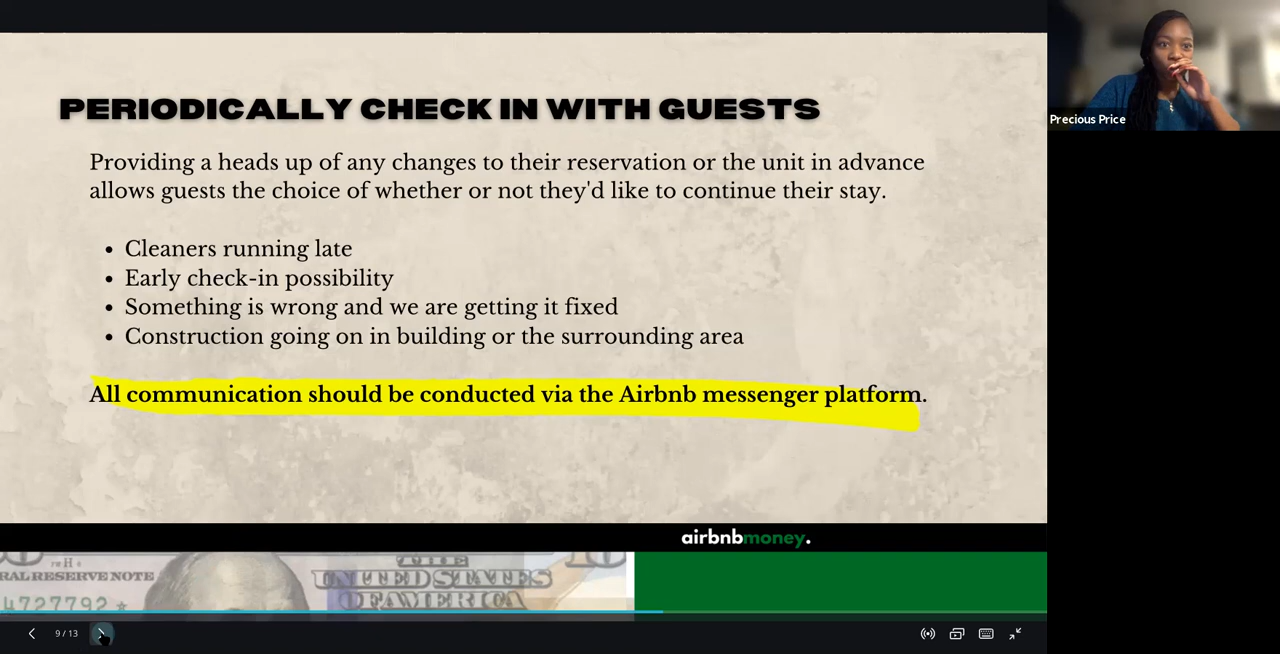 PERIODICALLY CHECK IN WITH GUESTS
Providing a heads up of any changes to their reservation or the unit in advance
allows guests the choice of whether or not they'd like to continue their stay.
• Cleaners running late
• Early check-in possibility
• Something is wrong and we are getting it fixed
• Construction going on in building or the surrounding area
All communication should be conducted via the Airbnb messenger platform.
airbnbmoney.
H
RAL RESERVE NOTE
4727792
THE
UNITED STATES
OF AMERICA
9 / 13
Precious Price